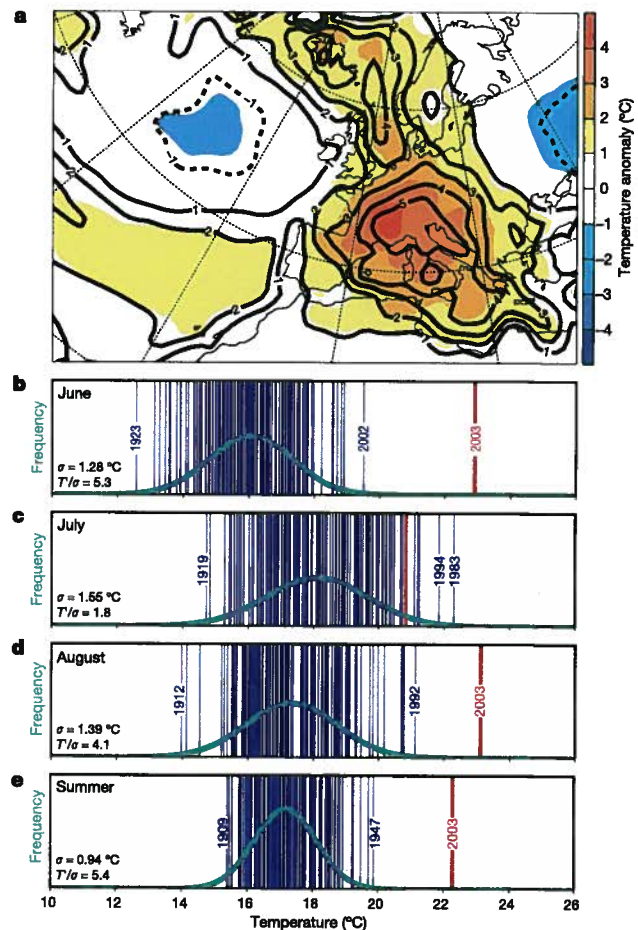 a
4
3
2
1
0
-1
-2
-3
-4
Temperature anomaly (°C)
b
June
Frequency
1923
2002
2003
σ = 1.28 °C
T'/σ = 5.3
c
July
Frequency
1919
1994
1983
σ = 1.55 °C
T'/σ = 1.8
d
August
Frequency
1912
1992
2003
σ = 1.39 °C
T'/σ = 4.1
e
Summer
Frequency
1909
1947
2003
σ = 0.94 °C
T'/σ = 5.4
10 12 14 16 18 20 22 24 26
Temperature (°C)